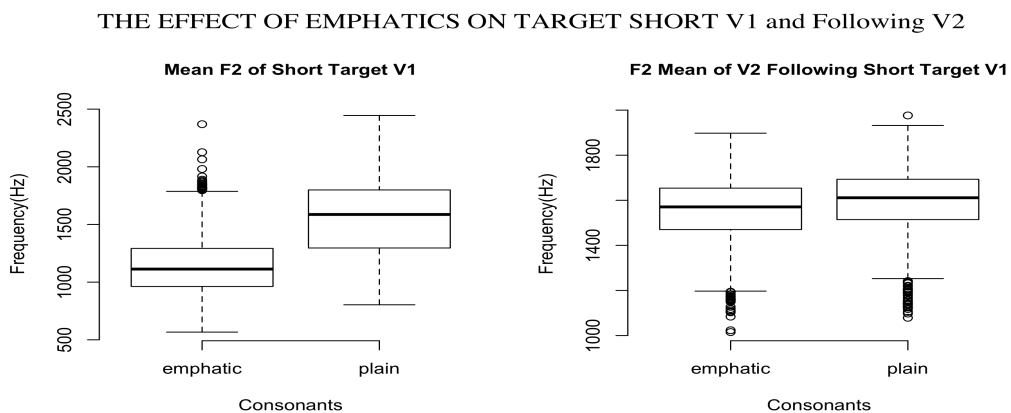 THE EFFECT OF EMPHATICS ON TARGET SHORT V1 and Following V2
Mean F2 of Short Target V1
Frequency(Hz)
2500
2000
1500
1000
500
emphatic plain
Consonants
F2 Mean of V2 Following Short Target V1
Frequency(Hz)
1800
1400
1000
emphatic plain
Consonants